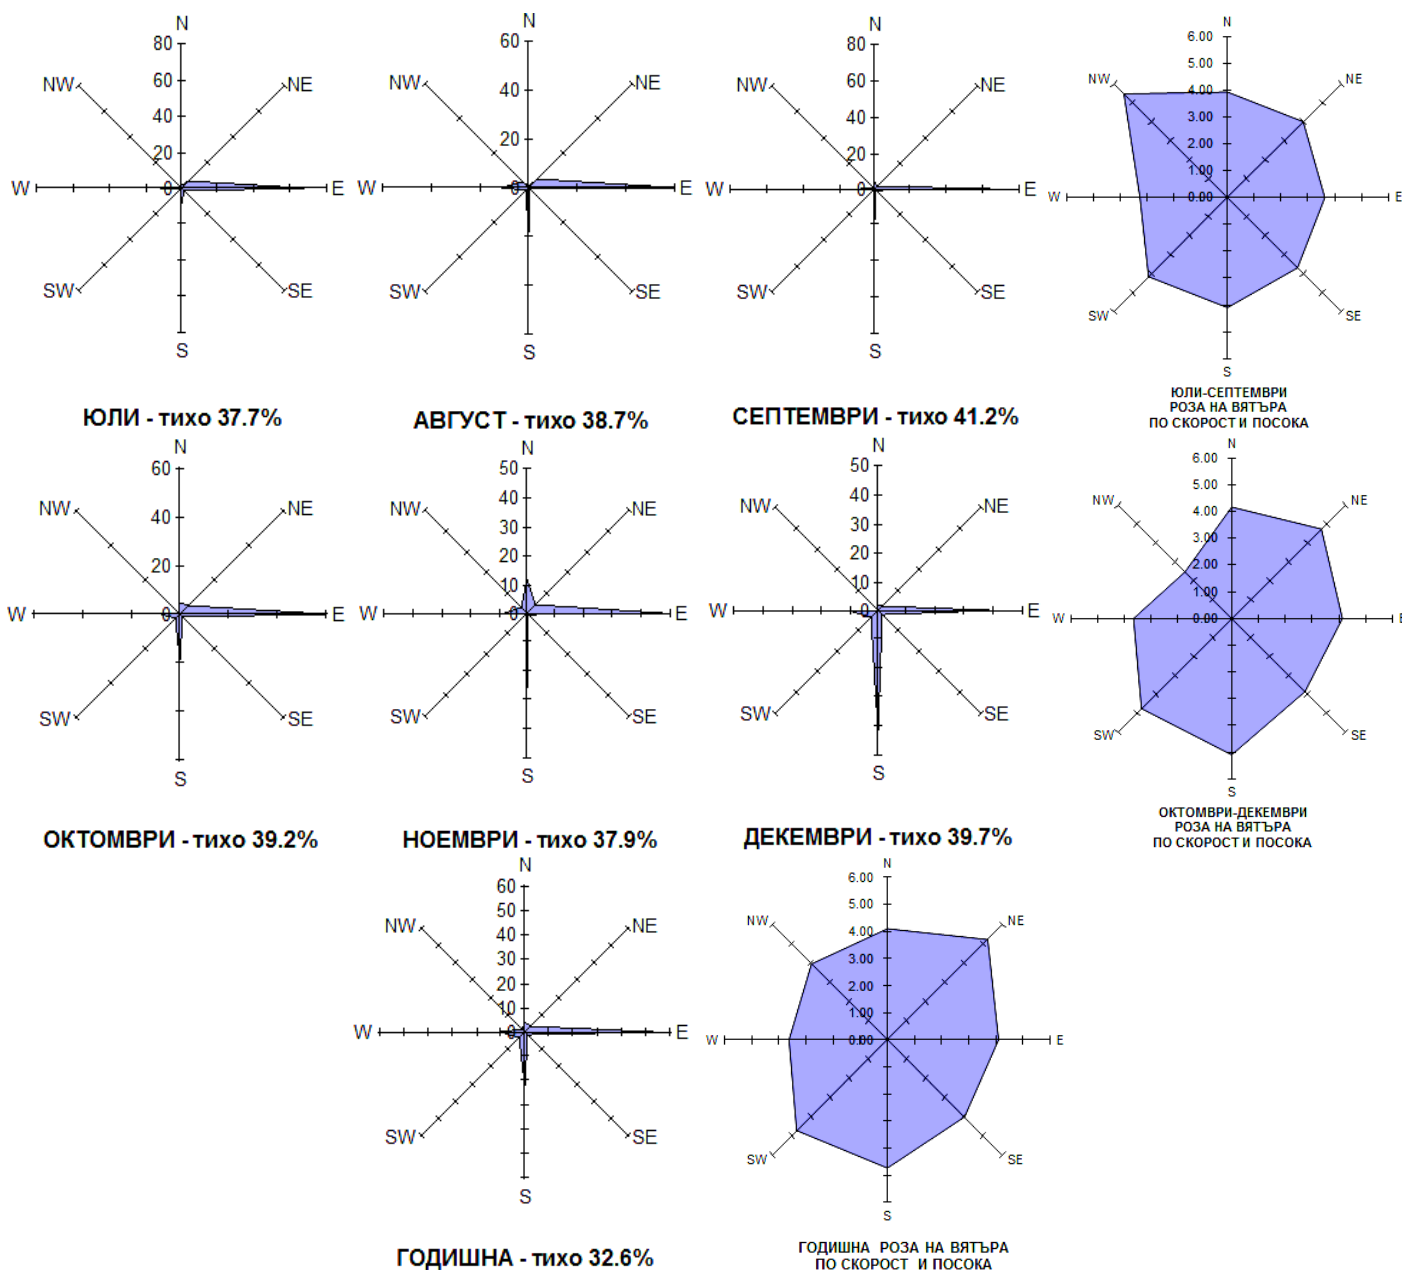 N
80
60
40
20
0
NW
NE
W
E
SW
SE
S
ЮЛИ - тихо 37.7%
N
60
40
20
0
NW
NE
W
E
SW
SE
S
АВГУСТ - тихо 38.7%
N
80
60
40
20
0
NW
NE
W
E
SW
SE
S
СЕПТЕМВРИ - тихо 41.2%
N
6.00
5.00
4.00
3.00
2.00
1.00
0.00
NW
NE
W
E
SW
SE
S
ЮЛИ-СЕПТЕМВРИ
РОЗА НА ВЯТЪРА
ПО СКОРОСТ И ПОСОКА
N
60
40
20
0
NW
NE
W
E
SW
SE
S
ОКТОМВРИ - тихо 39.2%
N
50
40
30
20
10
0
NW
NE
W
E
SW
SE
S
НОЕМВРИ - тихо 37.9%
N
50
40
30
20
10
0
NW
NE
W
E
SW
SE
S
ДЕКЕМВРИ - тихо 39.7%
N
6.00
5.00
4.00
3.00
2.00
1.00
0.00
NW
NE
W
E
SW
SE
S
ОКТОМВРИ-ДЕКЕМВРИ
РОЗА НА ВЯТЪРА
ПО СКОРОСТ И ПОСОКА
N
60
50
40
30
20
10
0
NW
NE
W
E
SW
SE
S
ГОДИШНА - тихо 32.6%
N
6.00
5.00
4.00
3.00
2.00
1.00
0.00
NW
NE
W
E
SW
SE
S
ГОДИШНА РОЗА НА ВЯТЪРА
ПО СКОРОСТ И ПОСОКА